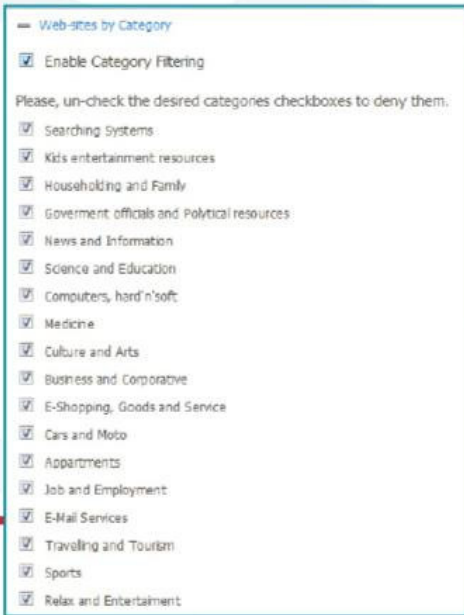 Web-sites by Category
Enable Category Filtering
Please, un-check the desired categories checkboxes to deny them.
Searching Systems
Kids entertainment resources
Householding and Family
Goverment officials and Polytical resources
News and Information
Science and Education
Computers, hard'n'soft
Medicine
Culture and Arts
Business and Corporative
E-Shopping, Goods and Service
Cars and Moto
Appartments
Job and Employment
E-Mail Services
Traveling and Tourism
Sports
Relax and Entertaiment